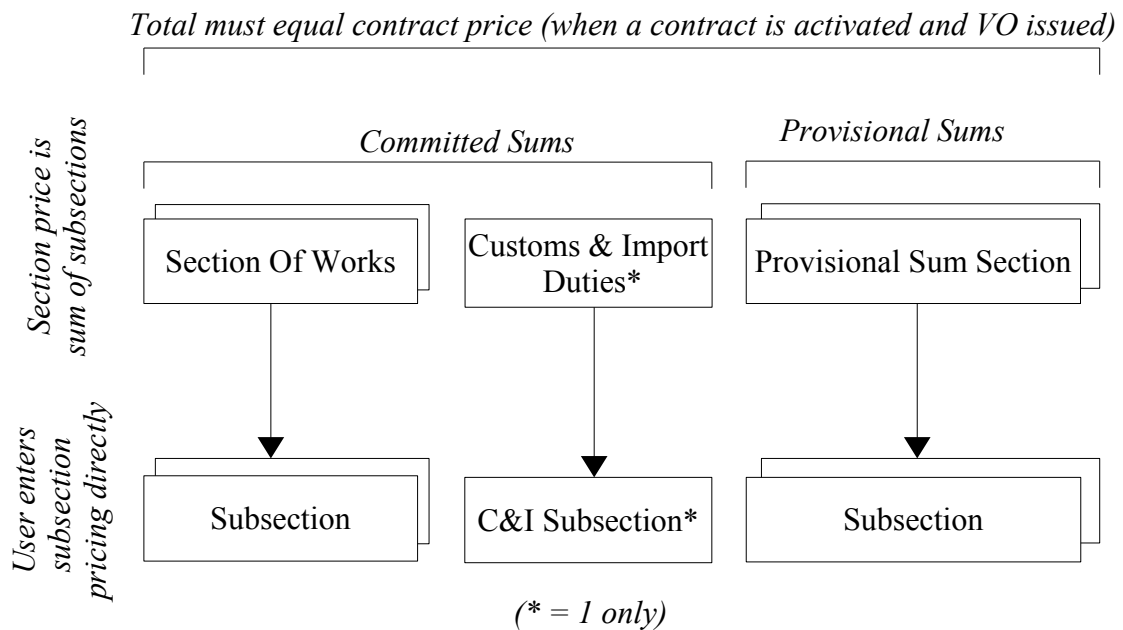 Total must equal contract price (when a contract is activated and VO issued)
Committed Sums
Provisional Sums
Section price is
sum of subsections
Section Of Works
Customs & Import
Duties*
Provisional Sum Section
User enters
subsection
pricing directly
Subsection
C&I Subsection*
Subsection
(* = 1 only)